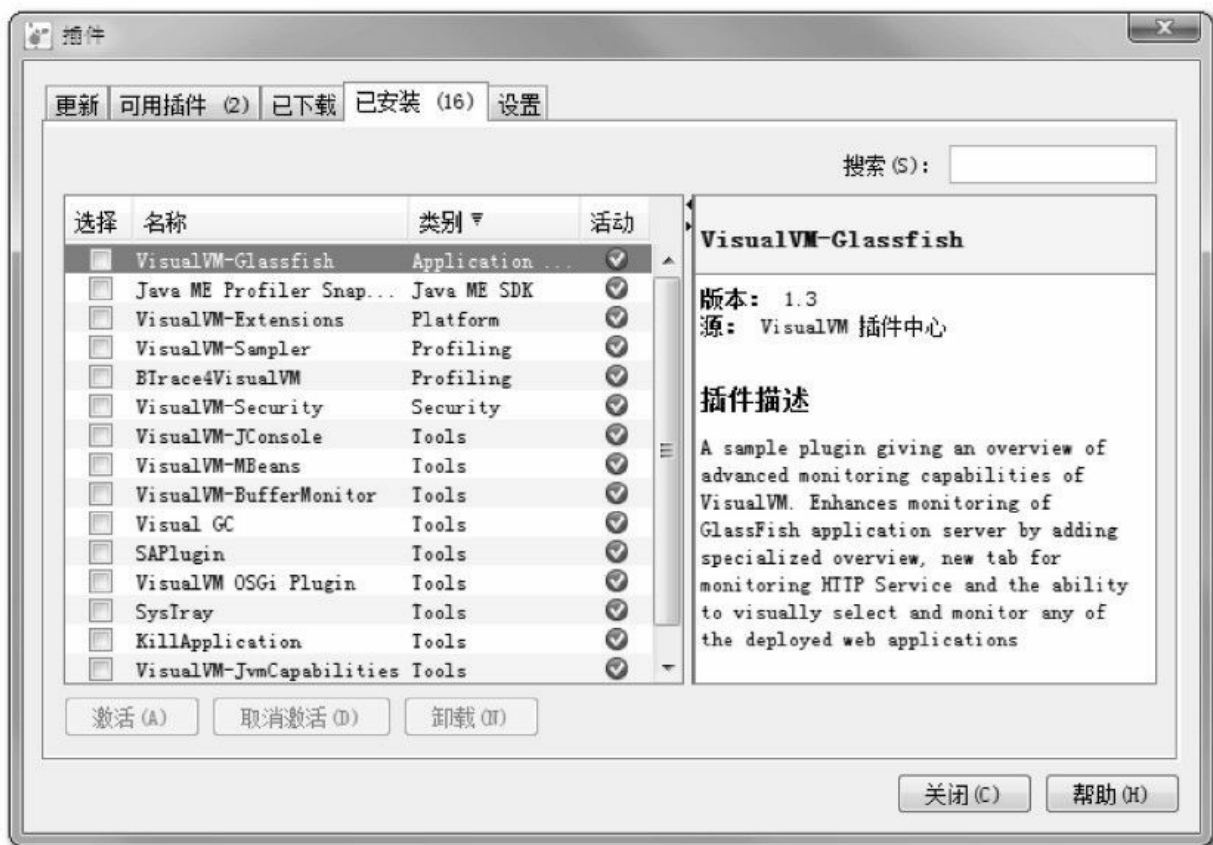 插件
更新 可用插件 (2) 已下载 已安装 (16) 设置
搜索(S):
选择 名称 类别 活动
VisualVM-Glassfish Application ...
Java ME Profiler Snap... Java ME SDK
VisualVM-Extensions Platform
VisualVM-Sampler Profiling
BTrace4VisualVM Profiling
VisualVM-Security Security
VisualVM-JConsole Tools
VisualVM-MBeans Tools
VisualVM-BufferMonitor Tools
Visual GC Tools
SAPlugin Tools
VisualVM OSGi Plugin Tools
SysTray Tools
KillApplication Tools
VisualVM-JvmCapabilities Tools
VisualVM-Glassfish
版本: 1.3
源: VisualVM 插件中心
插件描述
A sample plugin giving an overview of
advanced monitoring capabilities of
VisualVM. Enhances monitoring of
GlassFish application server by adding
specialized overview, new tab for
monitoring HTTP Service and the ability
to visually select and monitor any of
the deployed web applications
激活(A) 取消激活(D) 卸载(N)
关闭(C) 帮助(H)